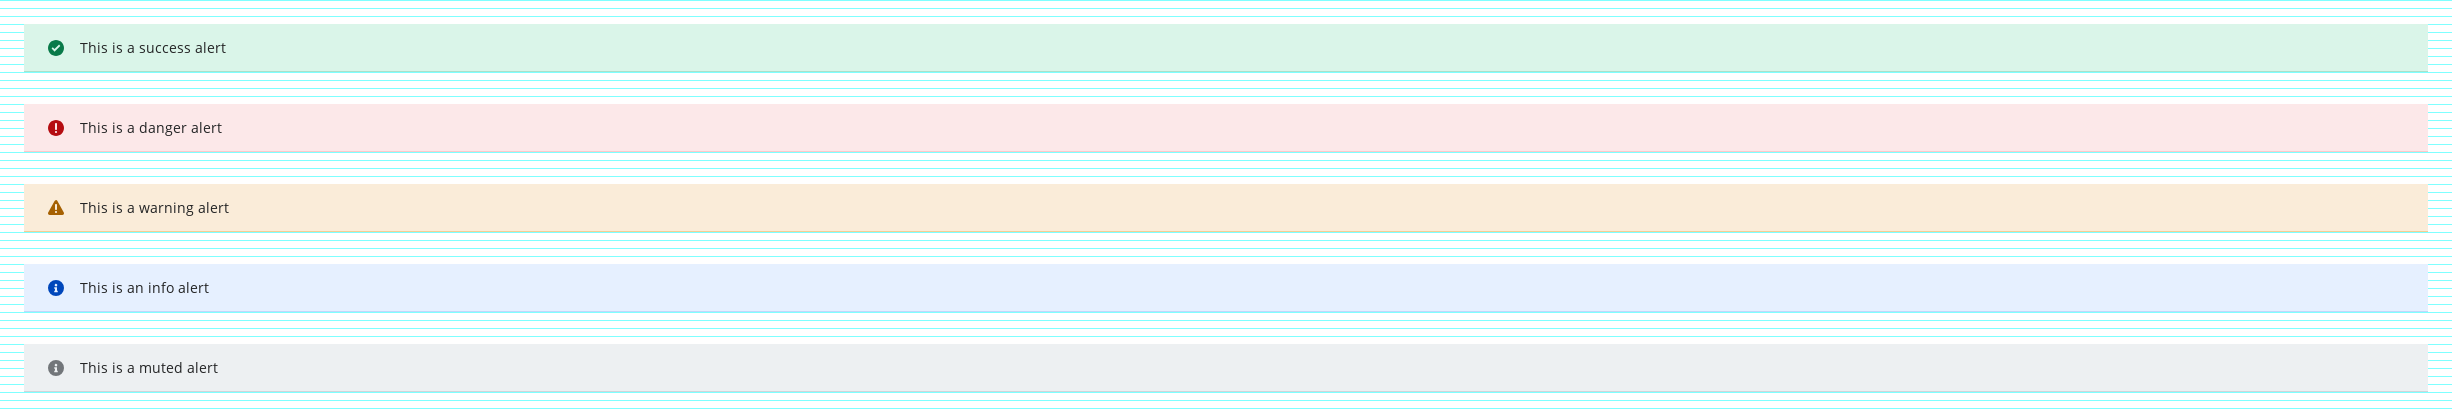 This is a success alert
This is a danger alert
This is a warning alert
This is an info alert
This is a muted alert